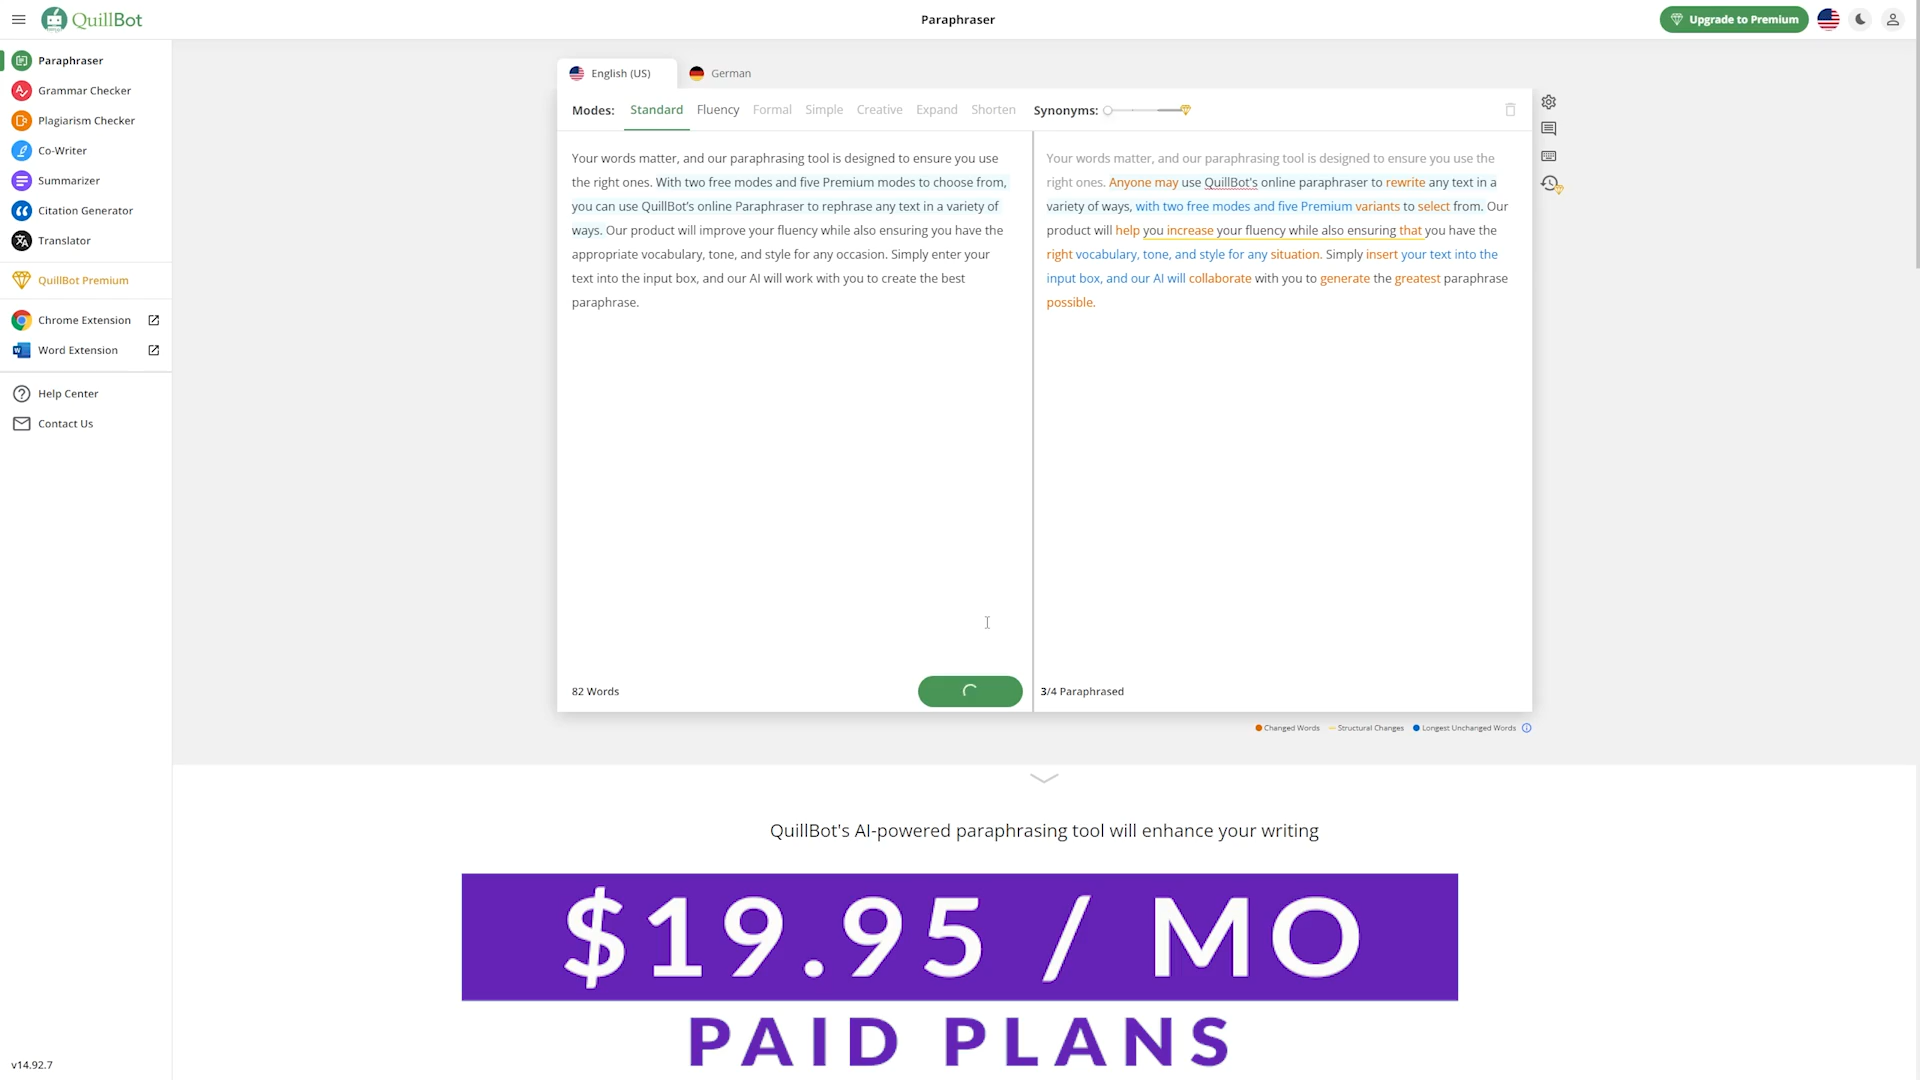 QuillBot
Paraphraser
Upgrade to Premium
Paraphraser
Grammar Checker
Plagiarism Checker
Co-Writer
Summarizer
Citation Generator
Translator
QuillBot Premium
Chrome Extension
Word Extension
Help Center
Contact Us
v14.92.7
English (US)
German
Modes: Standard Fluency Formal Simple Creative Expand Shorten Synonyms:
Your words matter, and our paraphrasing tool is designed to ensure you use
the right ones. With two free modes and five Premium modes to choose from,
you can use QuillBot's online Paraphraser to rephrase any text in a variety of
ways. Our product will improve your fluency while also ensuring you have the
appropriate vocabulary, tone, and style for any occasion. Simply enter your
text into the input box, and our AI will work with you to create the best
paraphrase.
82 Words
Your words matter, and our paraphrasing tool is designed to ensure you use the
right ones. Anyone may use QuillBot's online paraphraser to rewrite any text in a
variety of ways, with two free modes and five Premium variants to select from. Our
product will help you increase your fluency while also ensuring that you have the
right vocabulary, tone, and style for any situation. Simply insert your text into the
input box, and our AI will collaborate with you to generate the greatest paraphrase
possible.
3/4 Paraphrased
Changed Words Structural Changes Longest Unchanged Words
QuillBot's AI-powered paraphrasing tool will enhance your writing
$19.95 / MO
PAID PLANS